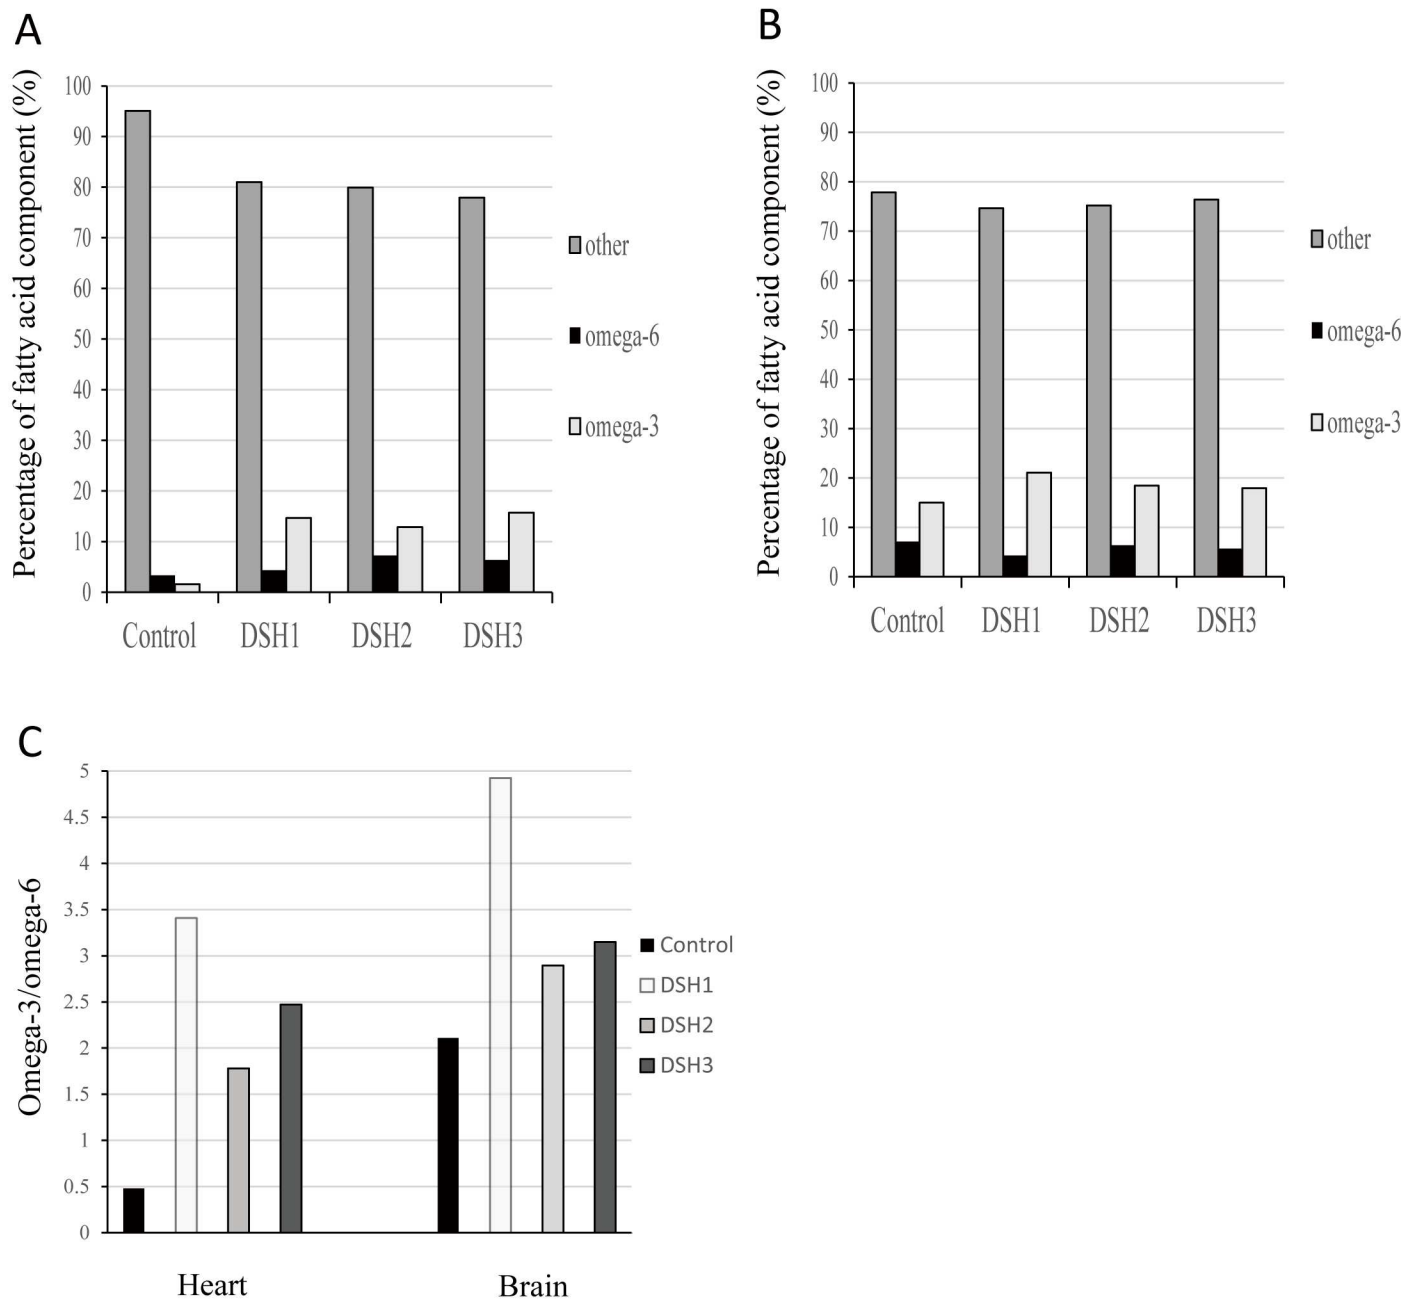 A
Percentage of fatty acid component (%)
100
90
80
70
60
50
40
30
20
10
0
Control DSH1 DSH2 DSH3
other
omega-6
omega-3
B
Percentage of fatty acid component (%)
100
90
80
70
60
50
40
30
20
10
0
Control DSH1 DSH2 DSH3
other
omega-6
omega-3
C
Omega-3/omega-6
5
4.5
4
3.5
3
2.5
2
1.5
1
0.5
0
Heart Brain
Control
DSH1
DSH2
DSH3